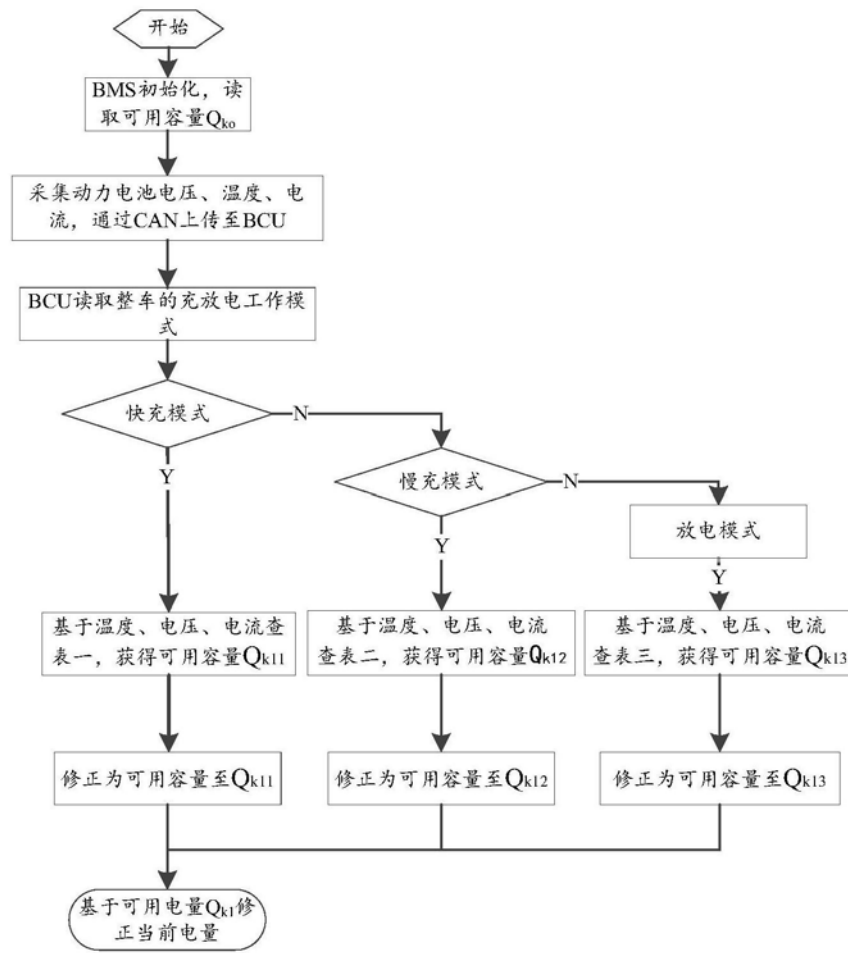 开始
BMS初始化，读
取可用容量Qko
采集动力电池电压、温度、电
流，通过CAN上传至BCU
BCU读取整车的充放电工作模
式
快充模式
N
Y
慢充模式
N
Y
放电模式
Y
基于温度、电压、电流查
表一，获得可用容量Qk11
基于温度、电压、电流
查表二，获得可用容量Qk12
基于温度、电压、电流
查表三，获得可用容量Qk13
修正为可用容量至Qk11
修正为可用容量至Qk12
修正为可用容量至Qk13
基于可用电量Qk1修
正当前电量